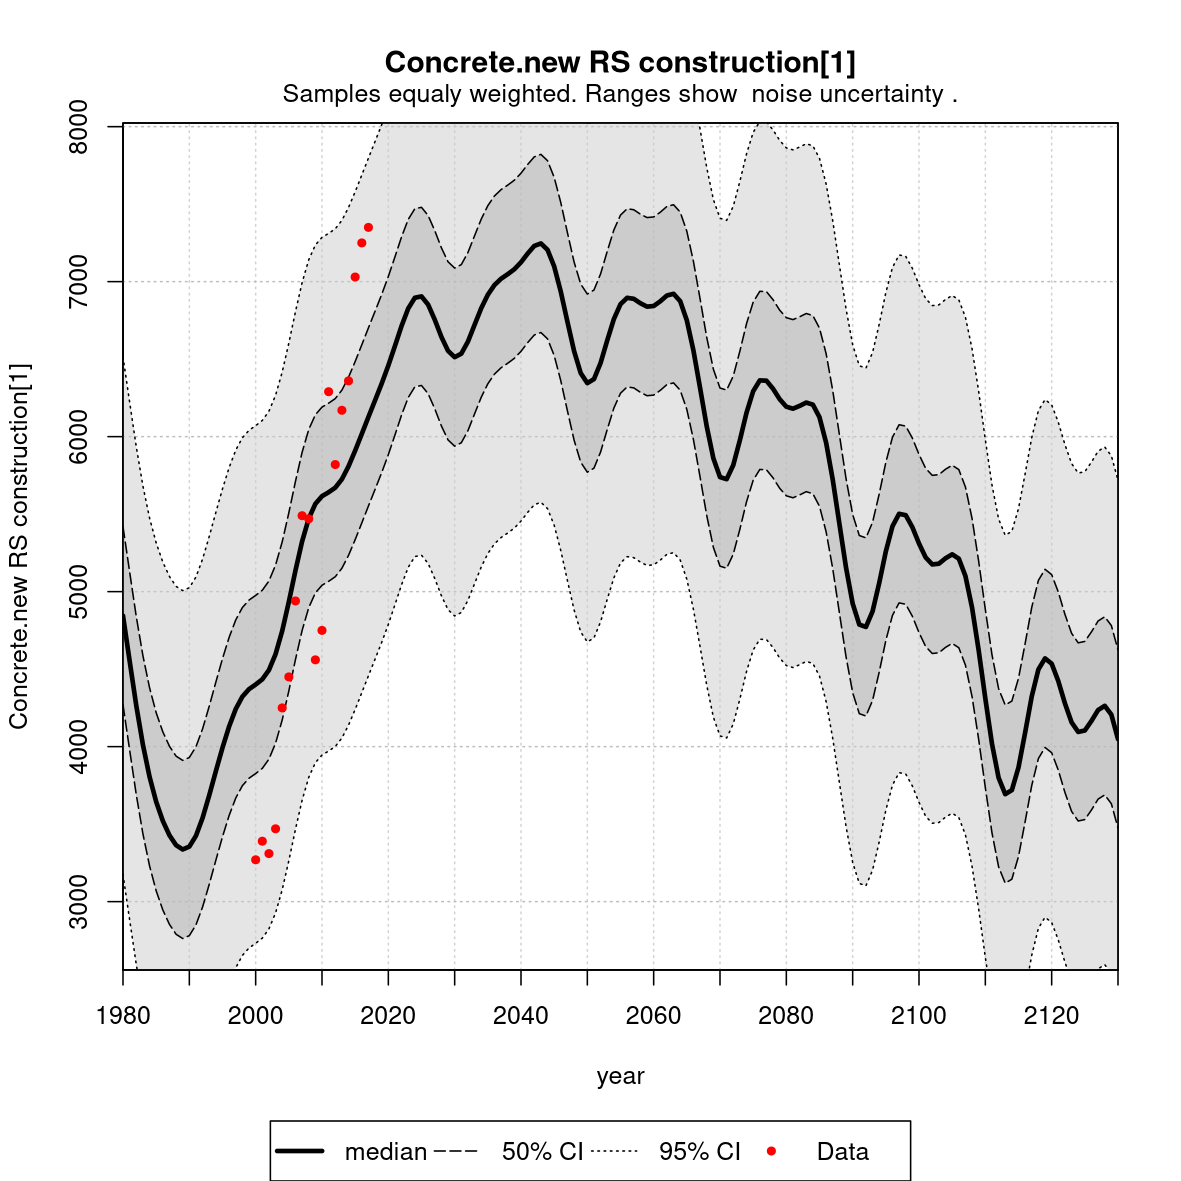 Concrete.new RS construction[1]
Samples equaly weighted. Ranges show  noise uncertainty .
Concrete.new RS construction[1]
8000
7000
6000
5000
4000
3000
1980 2000 2020 2040 2060 2080 2100 2120
year
median 50% CI 95% CI Data